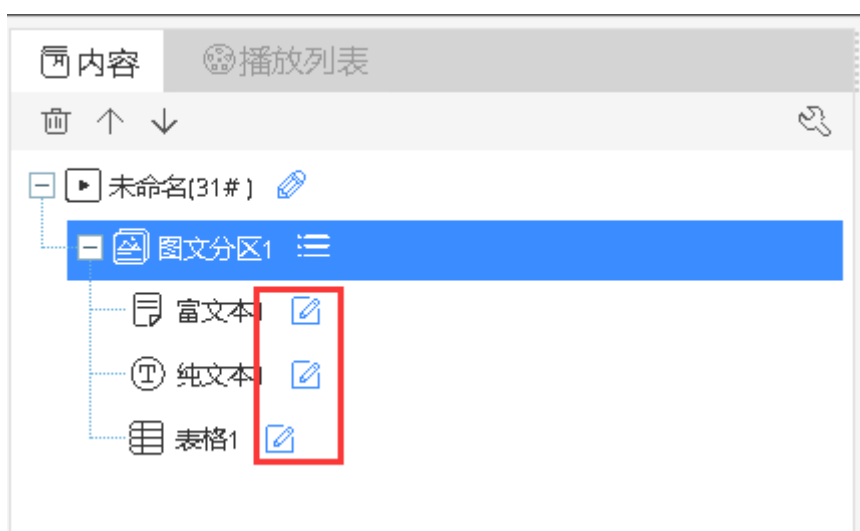 内容 播放列表
未命名(31#)
图文分区1
富文本1
纯文本1
表格1